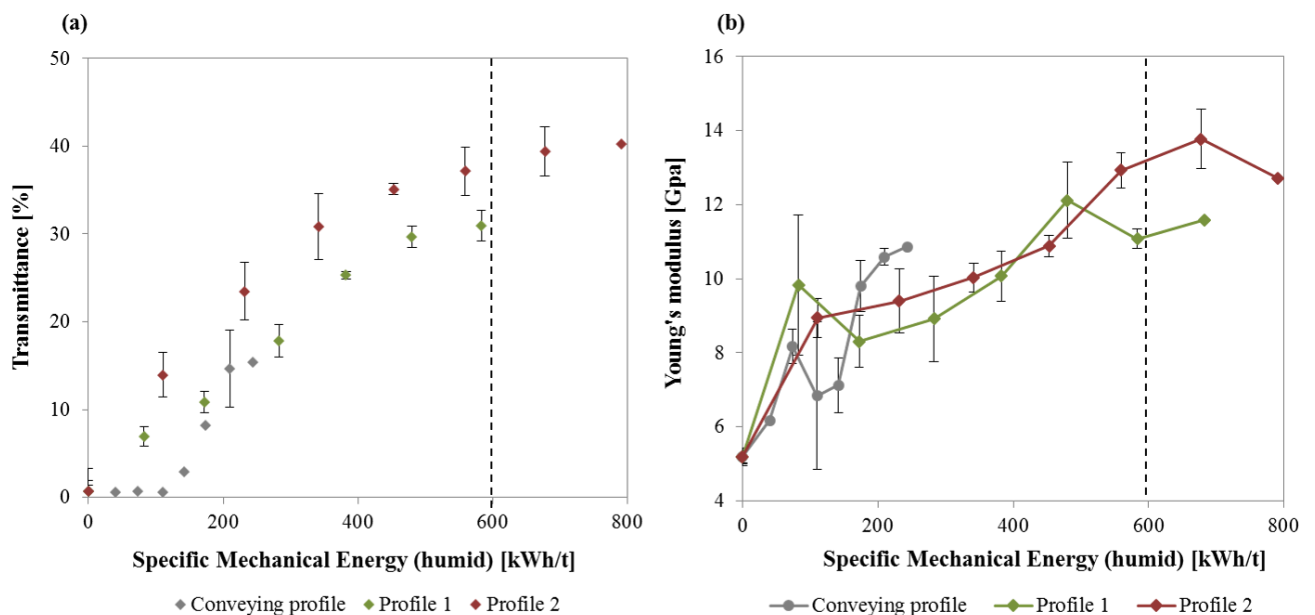 (a)
50
40
30
20
10
0
Transmittance [%]
0 200 400 600 800
Specific Mechanical Energy (humid) [kWh/t]
Conveying profile Profile 1 Profile 2
(b)
16
14
12
10
8
6
4
Young's modulus [Gpa]
0 200 400 600 800
Specific Mechanical Energy (humid) [kWh/t]
Conveying profile Profile 1 Profile 2